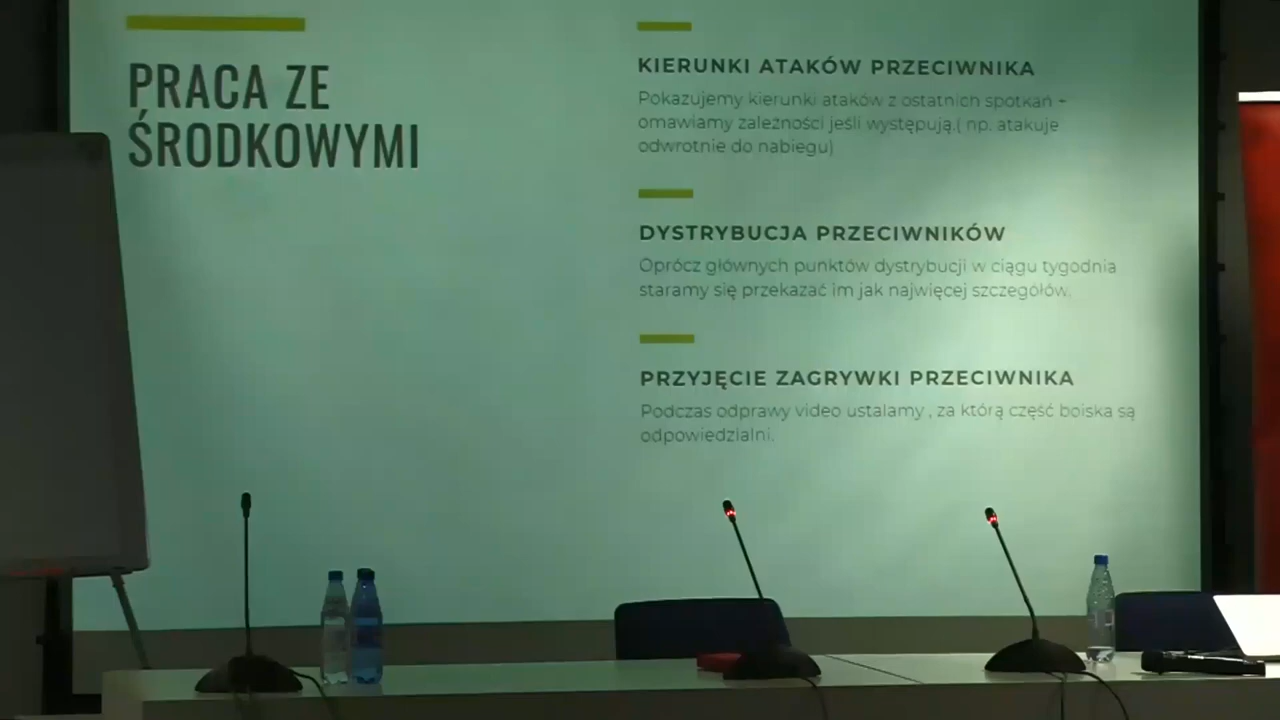 PRACA ZE
ŚRODKOWYMI
KIERUNKI ATAKÓW PRZECIWNIKA
Pokazujemy kierunki ataków z ostatnich spotkań –
omawiamy zależności jeśli występują.( np. atakuje
odwrotnie do nabiegu)
DYSTRYBUCJA PRZECIWNIKÓW
Oprócz głównych punktów dystrybucji w ciągu tygodnia
staramy się przekazać im jak najwięcej szczegółów.
PRZYJĘCIE ZAGRYWKI PRZECIWNIKA
Podczas odprawy video ustalamy , za którą część boiska są
odpowiedzialni.